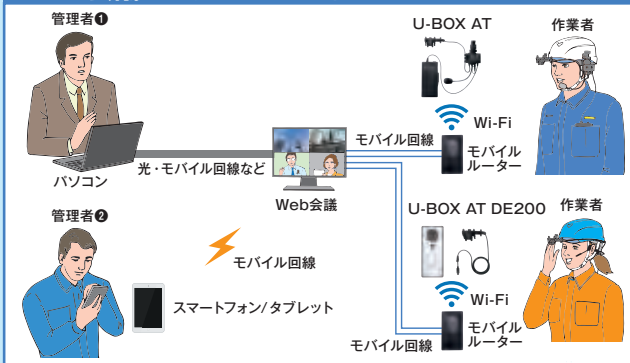 管理者❶
パソコン
光・モバイル回線など
Web会議
U-BOX AT
作業者
Wi-Fi
モバイル回線
モバイル
ルーター
管理者❷
モバイル回線
スマートフォン/タブレット
U-BOX AT DE200
作業者
Wi-Fi
モバイル回線
モバイル
ルーター